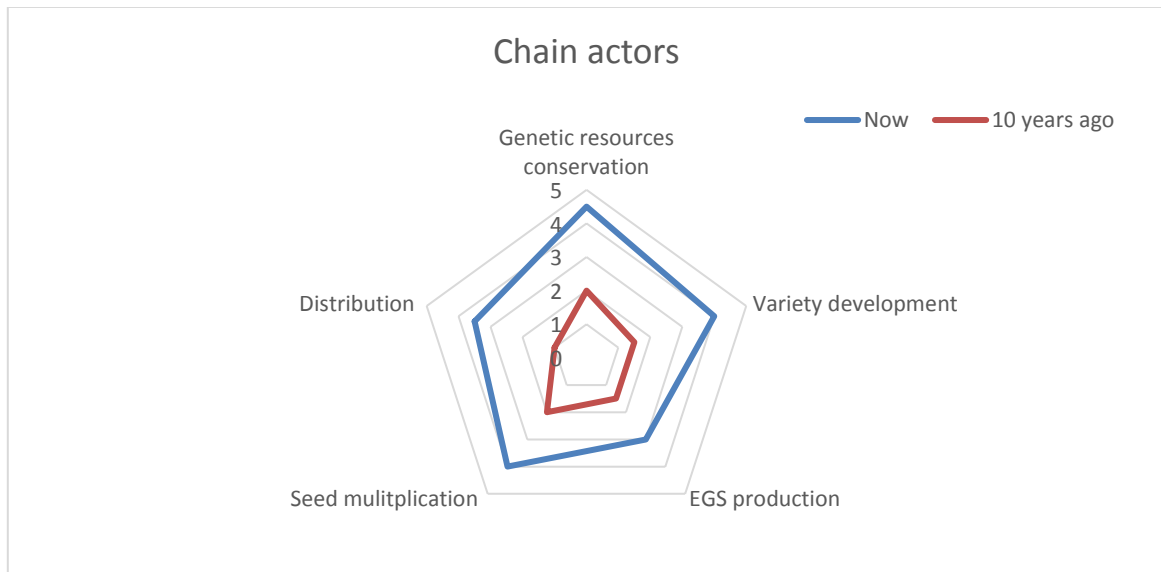 Chain actors
Now
10 years ago
Genetic resources
conservation
5
4
3
2
1
0
Distribution
Variety development
Seed mulitplication
EGS production